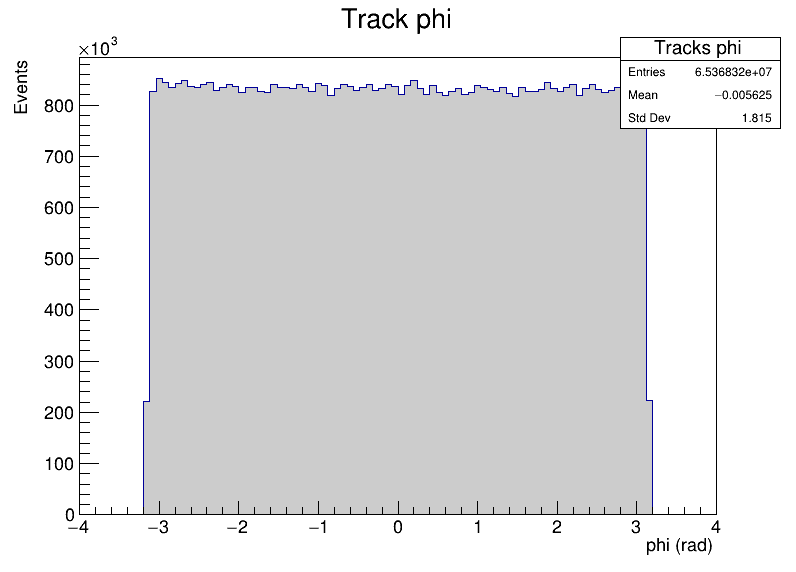 Track phi
×10³
Tracks phi
Entries 6.536832e+07
Mean −0.005625
Std Dev 1.815
Events
800
700
600
500
400
300
200
100
0
−4 −3 −2 −1 0 1 2 3 4
phi (rad)